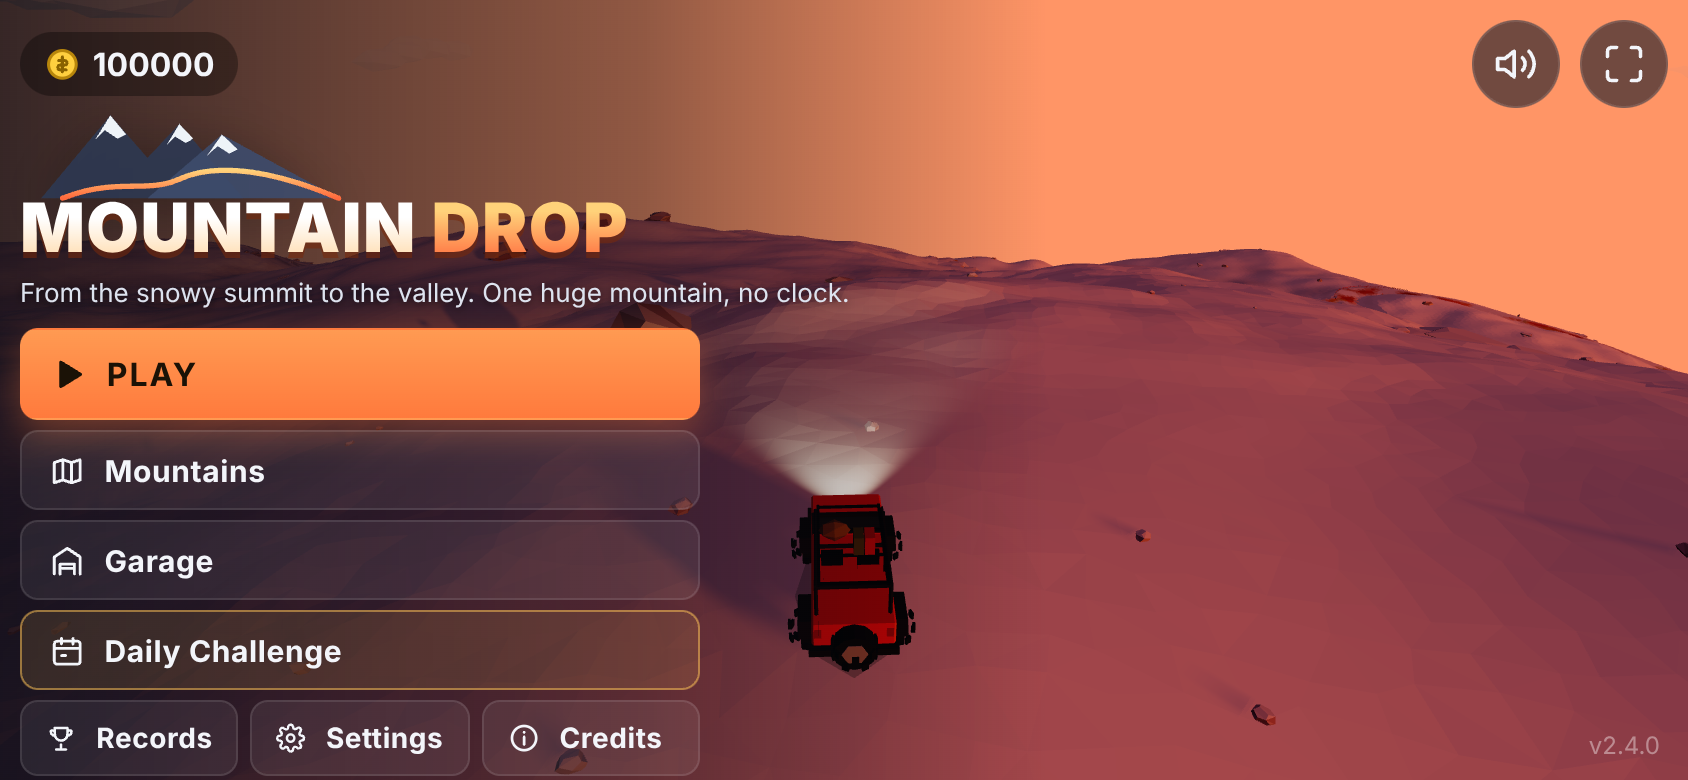 100000
MOUNTAIN DROP
From the snowy summit to the valley. One huge mountain, no clock.
PLAY
Mountains
Garage
Daily Challenge
Records Settings Credits
v2.4.0